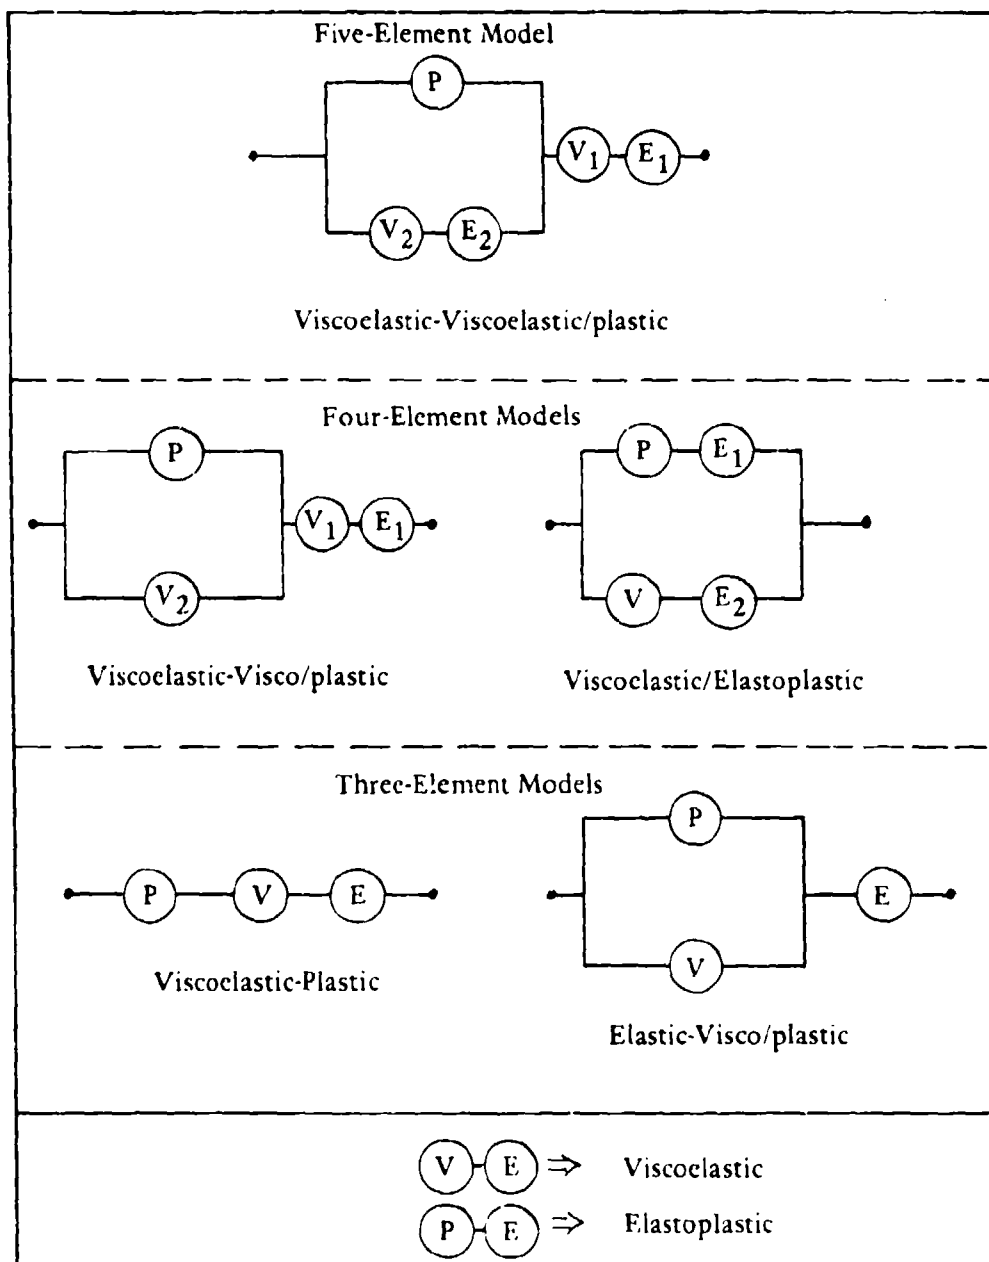 Five-Element Model
P
V1 E1
V2 E2
Viscoelastic-Viscoelastic/plastic
Four-Element Models
P
V1 E1
V2
Viscoelastic-Visco/plastic
P E1
V E2
Viscoelastic/Elastoplastic
Three-Element Models
P V E
Viscoelastic-Plastic
P
E
V
Elastic-Visco/plastic
V E ⇒ Viscoelastic
P E ⇒ Elastoplastic